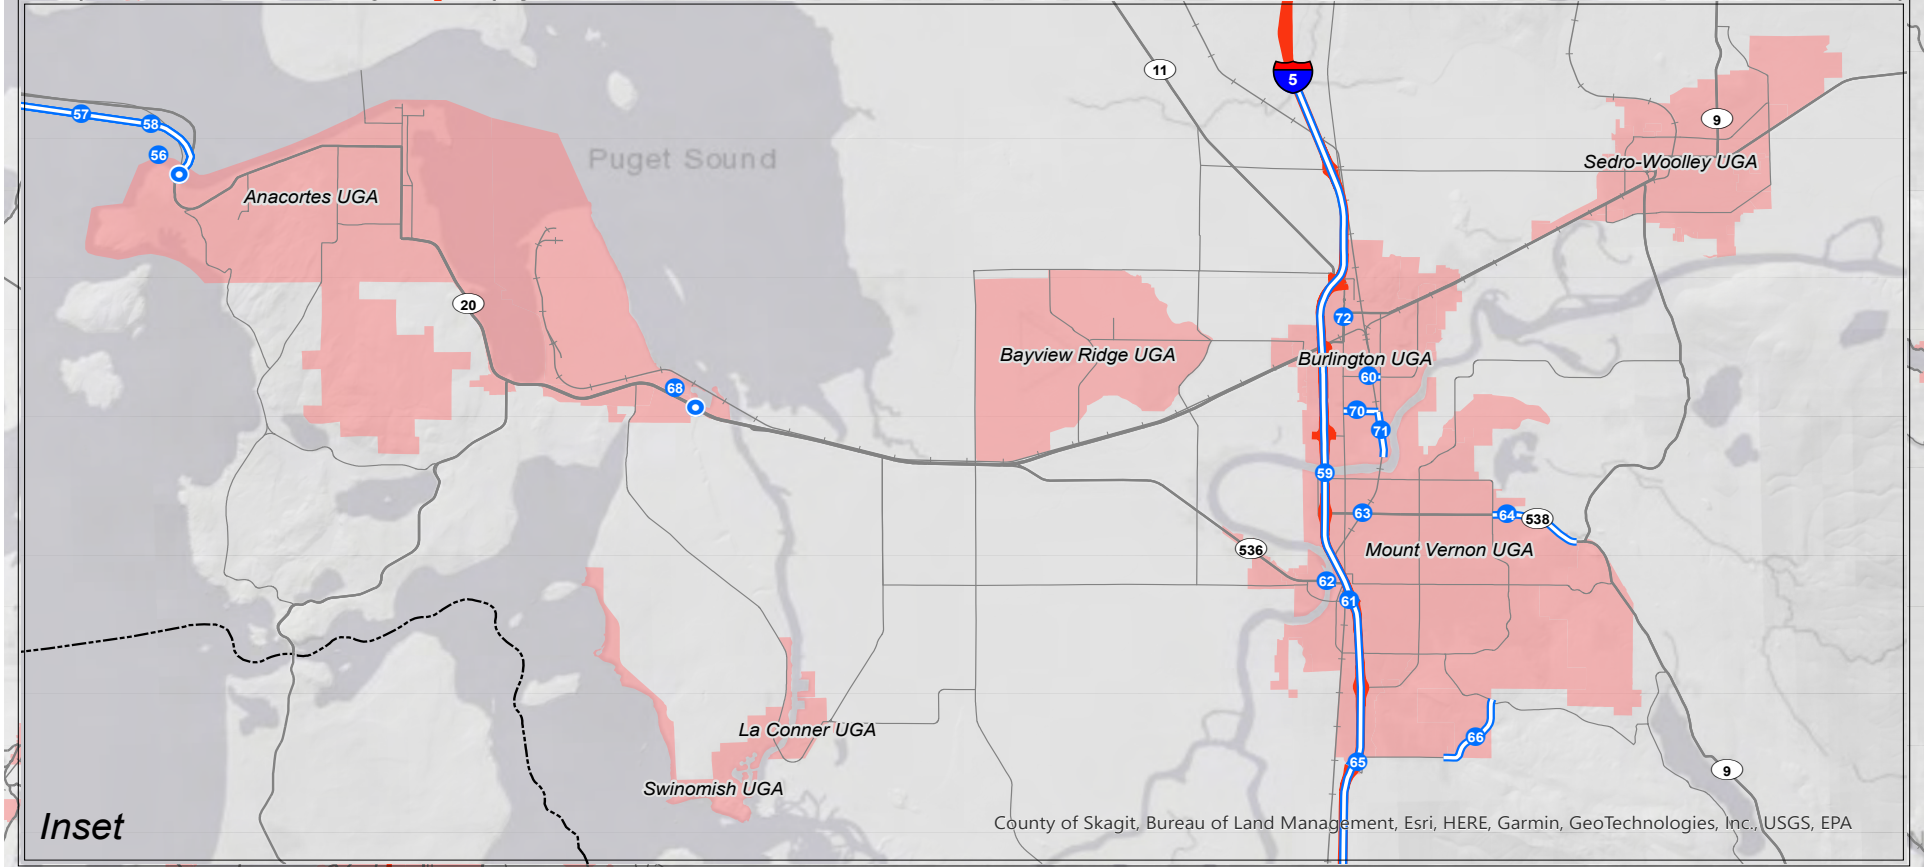 5
11
9
57
58
56
Puget Sound
Sedro-Woolley UGA
Anacortes UGA
20
72
Bayview Ridge UGA
Burlington UGA
60
68
70
71
59
63
64
538
536
Mount Vernon UGA
62
61
La Conner UGA
66
65
9
Swinomish UGA
Inset
County of Skagit, Bureau of Land Management, Esri, HERE, Garmin, GeoTechnologies, Inc., USGS, EPA